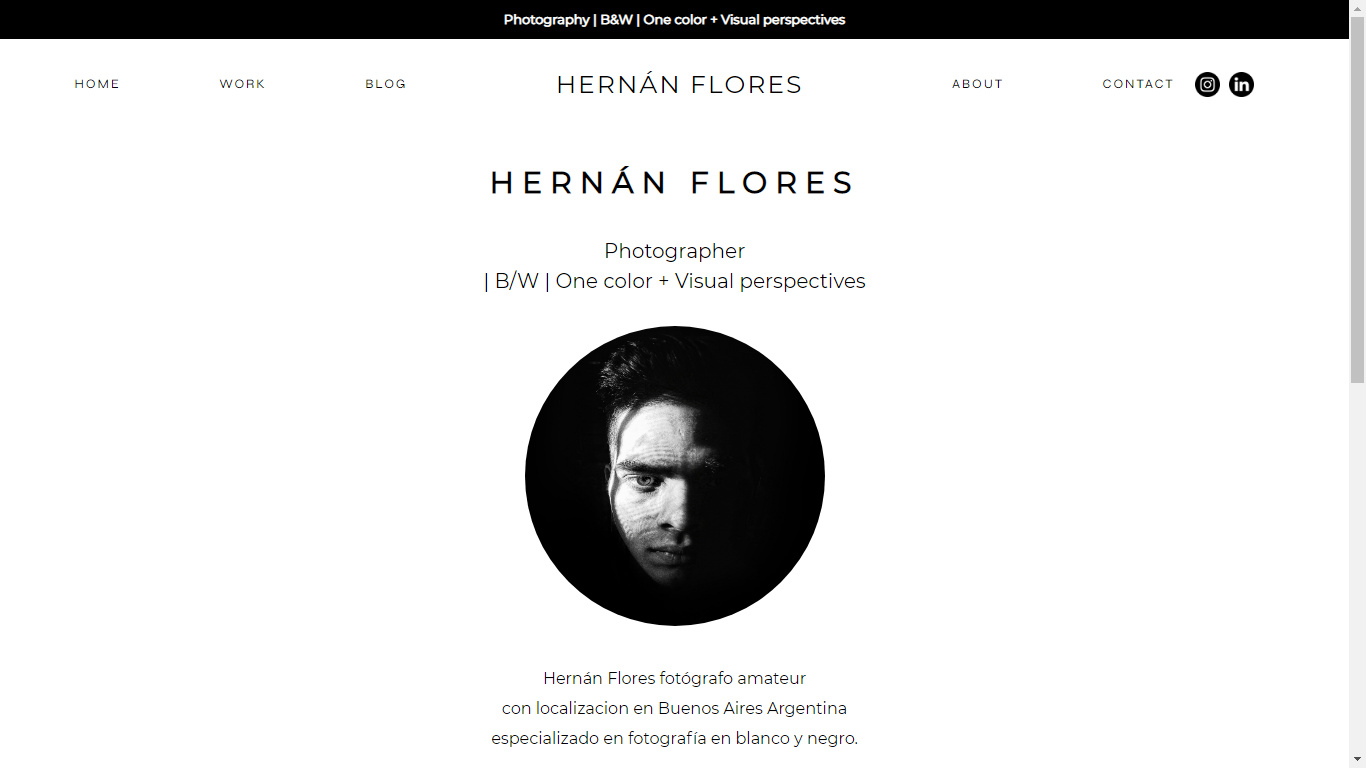 Photography | B&W | One color + Visual perspectives
HOME WORK BLOG HERNÁN FLORES ABOUT CONTACT
HERNÁN FLORES
Photographer
| B/W | One color + Visual perspectives
Hernán Flores fotógrafo amateur
con localizacion en Buenos Aires Argentina
especializado en fotografía en blanco y negro.